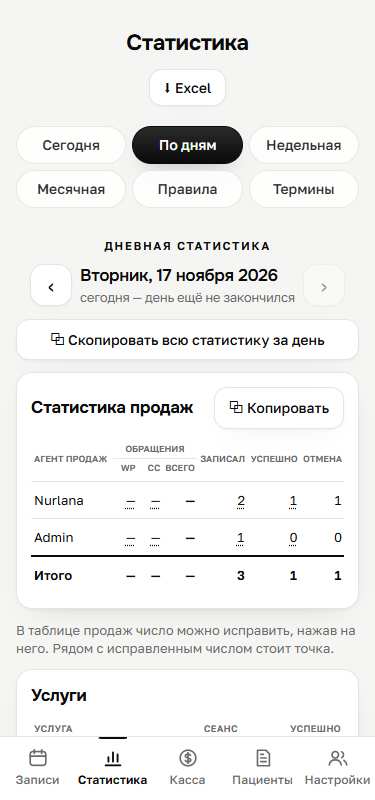 Статистика
⭳ Excel
Сегодня
По дням
Недельная
Месячная
Правила
Термины
ДНЕВНАЯ СТАТИСТИКА
‹
Вторник, 17 ноября 2026
сегодня — день ещё не закончился
›
Скопировать всю статистику за день
Статистика продаж
Копировать
АГЕНТ ПРОДАЖ ОБРАЩЕНИЯ ЗАПИСАЛ УСПЕШНО ОТМЕНА
WP CC ВСЕГО
Nurlana — — — 2 1 1
Admin — — — 1 0 0
Итого — — — 3 1 1
В таблице продаж число можно исправить, нажав на
него. Рядом с исправленным числом стоит точка.
Услуги
УСЛУГА СЕАНС УСПЕШНО
Записи Статистика Касса Пациенты Настройки